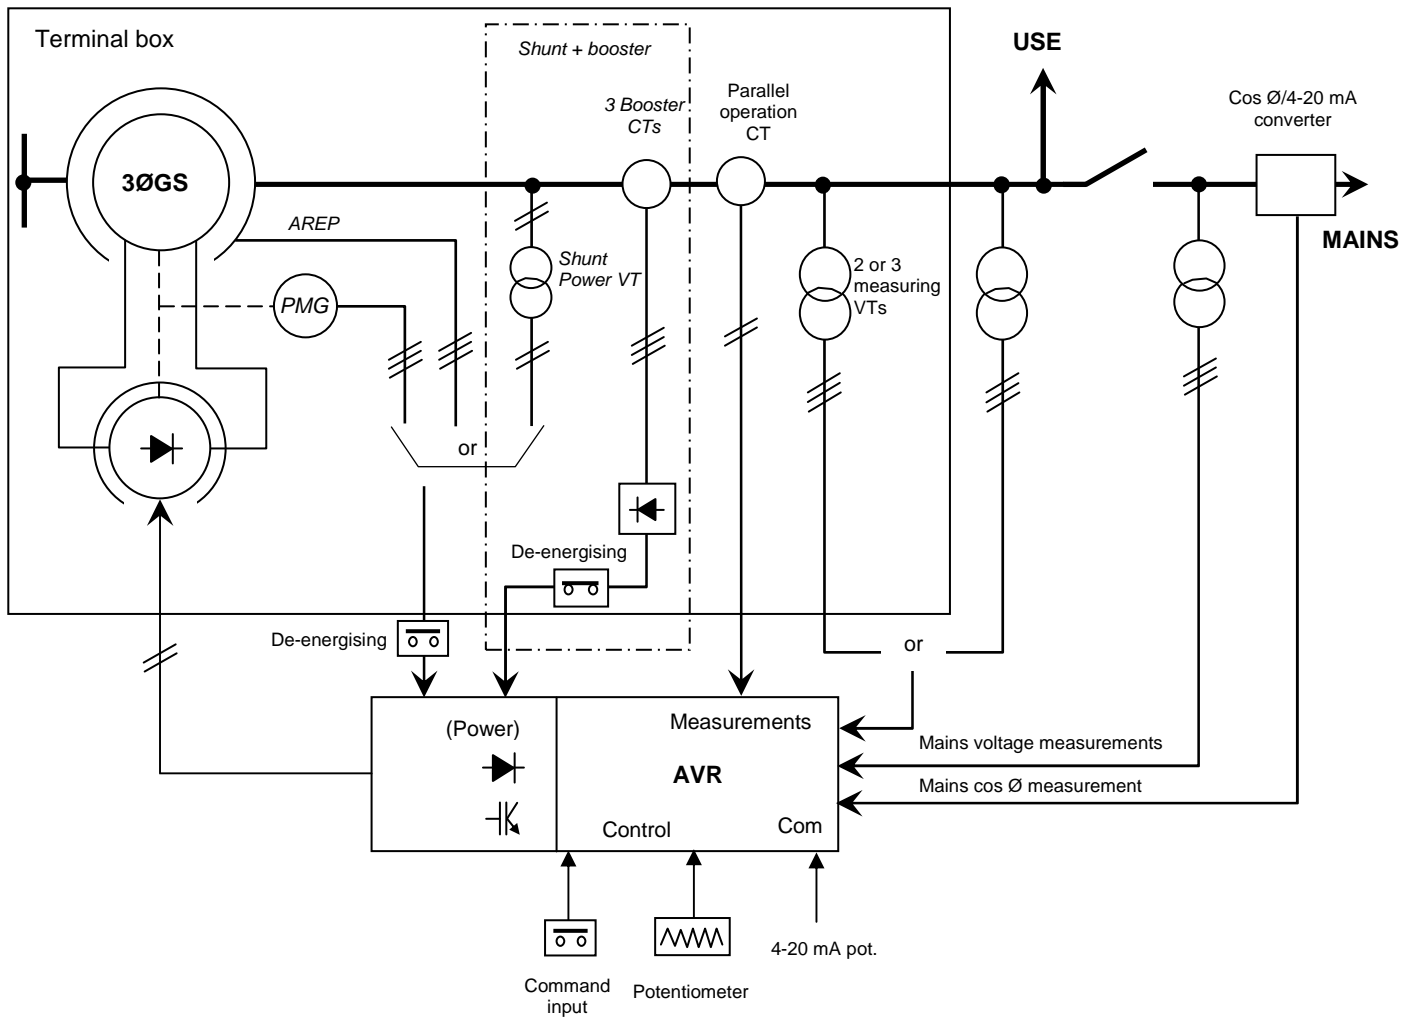 Terminal box
Shunt + booster
USE
3 Booster
CTs
Parallel
operation
CT
Cos Ø/4-20 mA
converter
3ØGS
AREP
MAINS
Shunt
Power VT
2 or 3
measuring
VTs
PMG
or
De-energising
De-energising
or
(Power)
Measurements
Mains voltage measurements
AVR
Mains cos Ø measurement
Control
Com
4-20 mA pot.
Command
input
Potentiometer